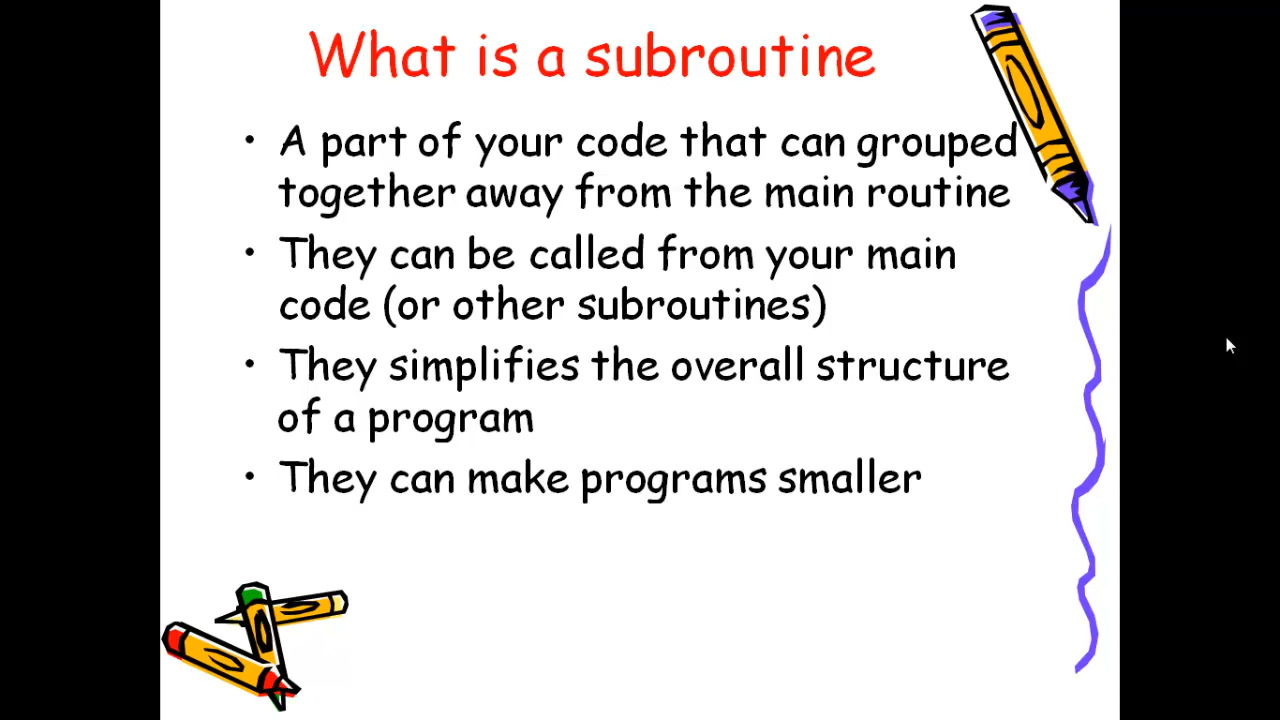 What is a subroutine
• A part of your code that can grouped
together away from the main routine
• They can be called from your main
code (or other subroutines)
• They simplifies the overall structure
of a program
• They can make programs smaller